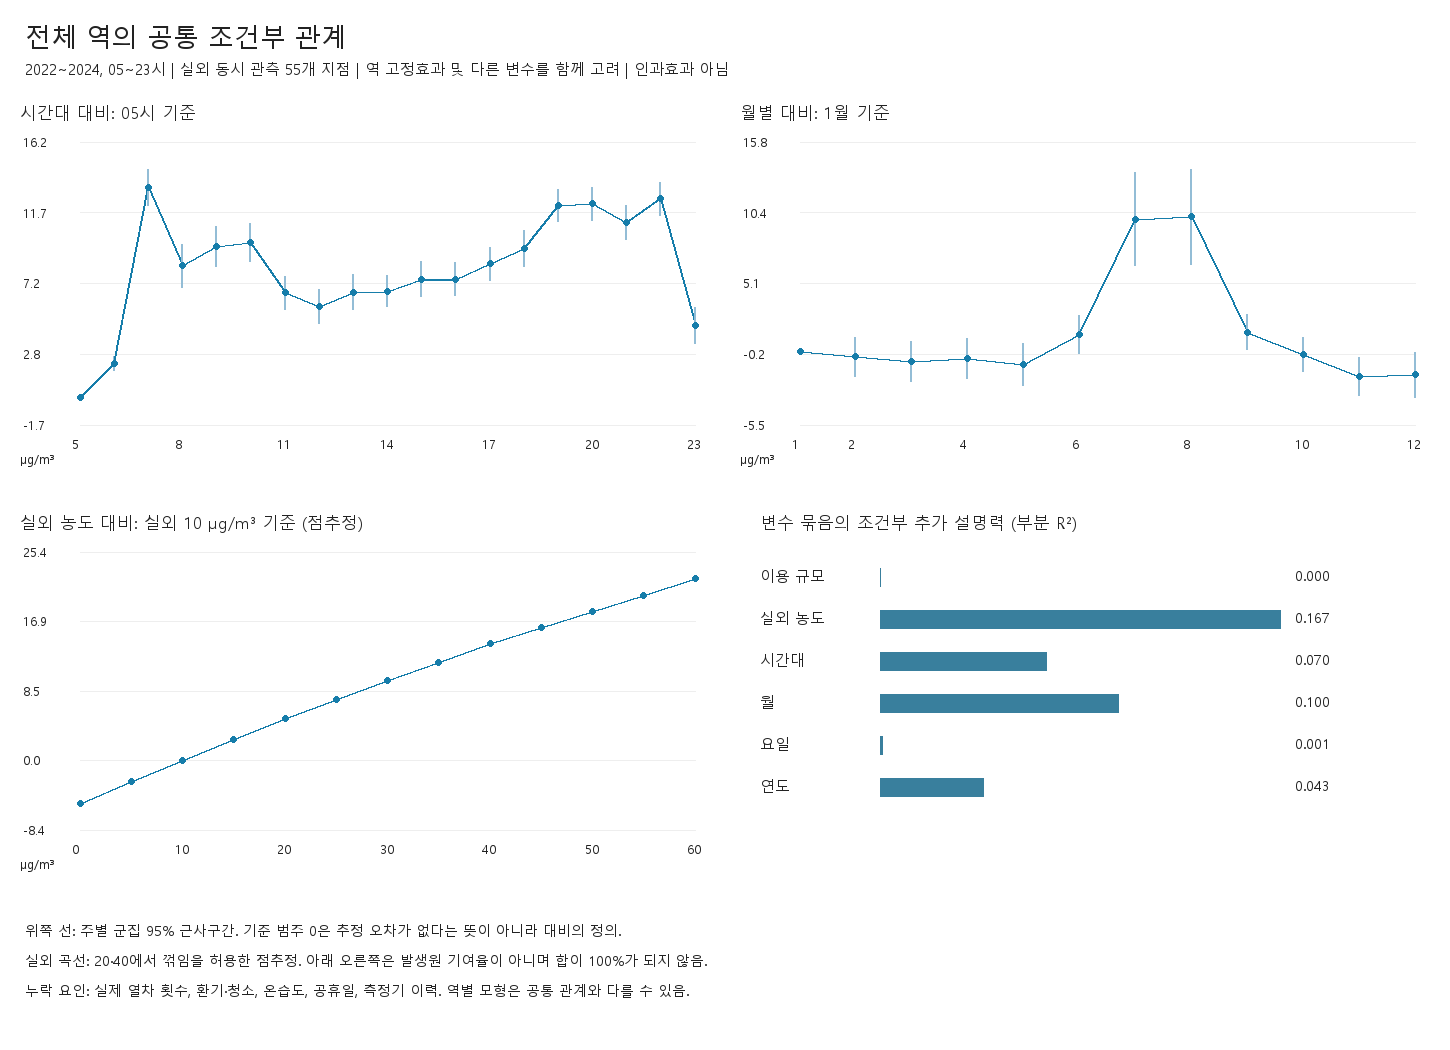 전체 역의 공통 조건부 관계
2022~2024, 05~23시 | 실외 동시 관측 55개 지점 | 역 고정효과 및 다른 변수를 함께 고려 | 인과효과 아님
시간대 대비: 05시 기준
16.2
11.7
7.2
2.8
-1.7
5 8 11 14 17 20 23
µg/m³
월별 대비: 1월 기준
15.8
10.4
5.1
-0.2
-5.5
1 2 4 6 8 10 12
µg/m³
실외 농도 대비: 실외 10 µg/m³ 기준 (점추정)
25.4
16.9
8.5
0.0
-8.4
0 10 20 30 40 50 60
µg/m³
변수 묶음의 조건부 추가 설명력 (부분 R²)
이용 규모 0.000
실외 농도 0.167
시간대 0.070
월 0.100
요일 0.001
연도 0.043
위쪽 선: 주별 군집 95% 근사구간. 기준 범주 0은 추정 오차가 없다는 뜻이 아니라 대비의 정의.
실외 곡선: 20·40에서 꺾임을 허용한 점추정. 아래 오른쪽은 발생원 기여율이 아니며 합이 100%가 되지 않음.
누락 요인: 실제 열차 횟수, 환기·청소, 온습도, 공휴일, 측정기 이력. 역별 모형은 공통 관계와 다를 수 있음.